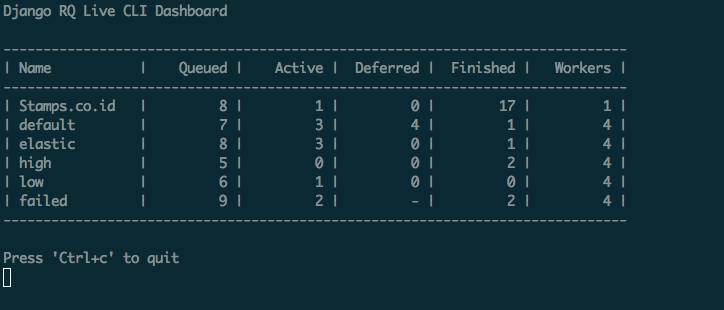 Django RQ Live CLI Dashboard
------------------------------------------------------------------------------
| Name           |    Queued |    Active |  Deferred |  Finished |   Workers |
------------------------------------------------------------------------------
| Stamps.co.id   |         8 |         1 |         0 |        17 |         1 |
| default        |         7 |         3 |         4 |         1 |         4 |
| elastic        |         8 |         3 |         0 |         1 |         4 |
| high           |         5 |         0 |         0 |         2 |         4 |
| low            |         6 |         1 |         0 |         0 |         4 |
| failed         |         9 |         2 |         - |         2 |         4 |
------------------------------------------------------------------------------
Press 'Ctrl+c' to quit